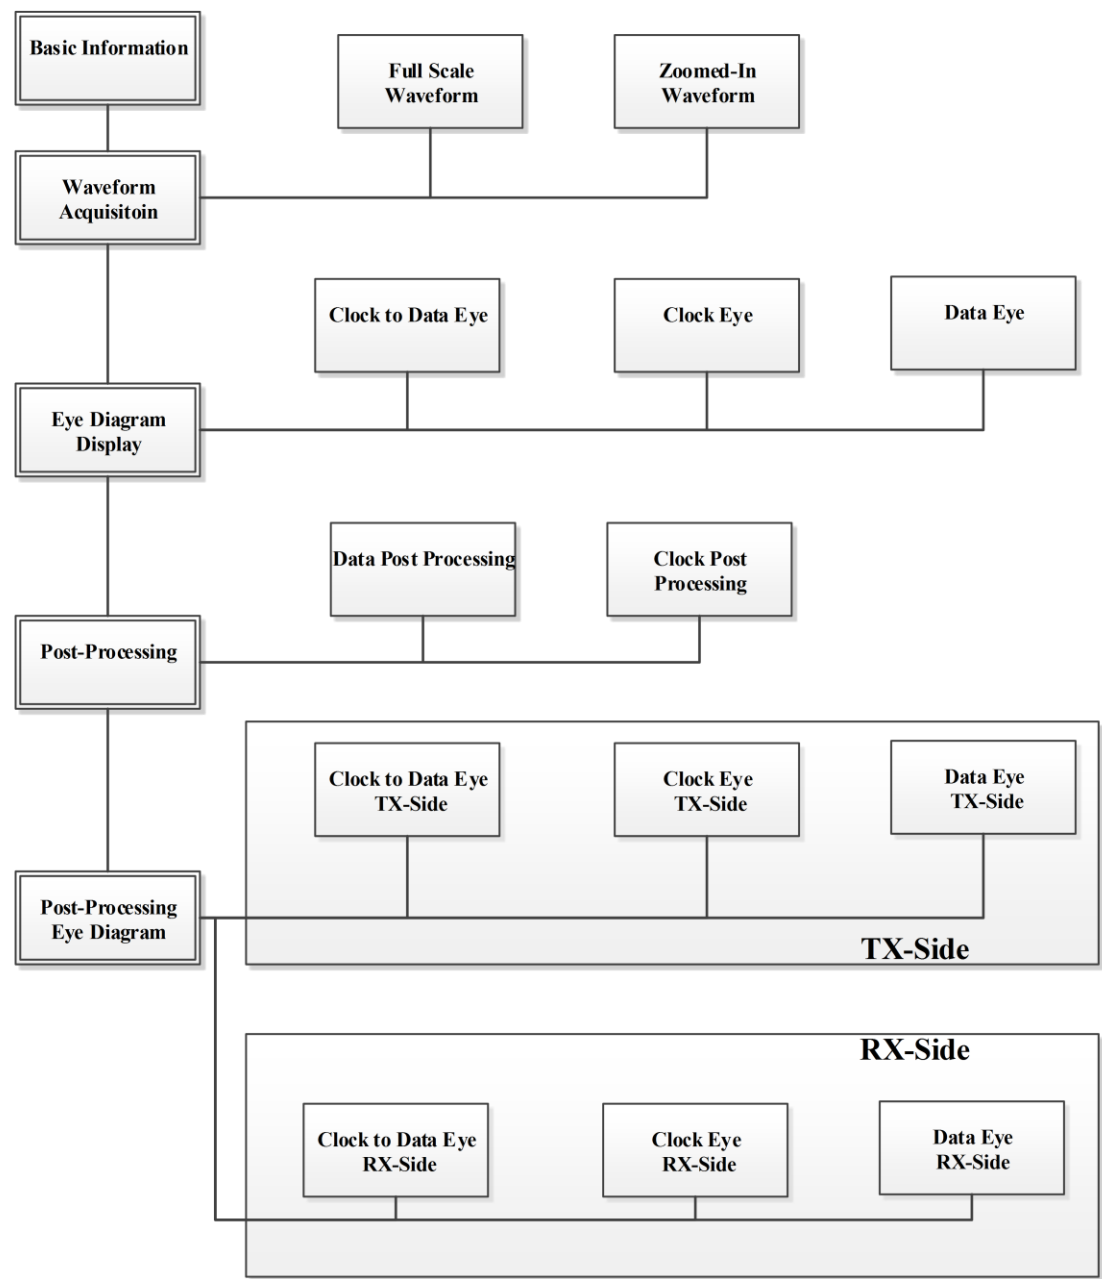 Basic Information
Full Scale
Waveform
Zoomed-In
Waveform
Waveform
Acquisitoin
Clock to Data Eye
Clock Eye
Data Eye
Eye Diagram
Display
Data Post Processing
Clock Post
Processing
Post-Processing
Clock to Data Eye
TX-Side
Clock Eye
TX-Side
Data Eye
TX-Side
Post-Processing
Eye Diagram
TX-Side
RX-Side
Clock to Data Eye
RX-Side
Clock Eye
RX-Side
Data Eye
RX-Side